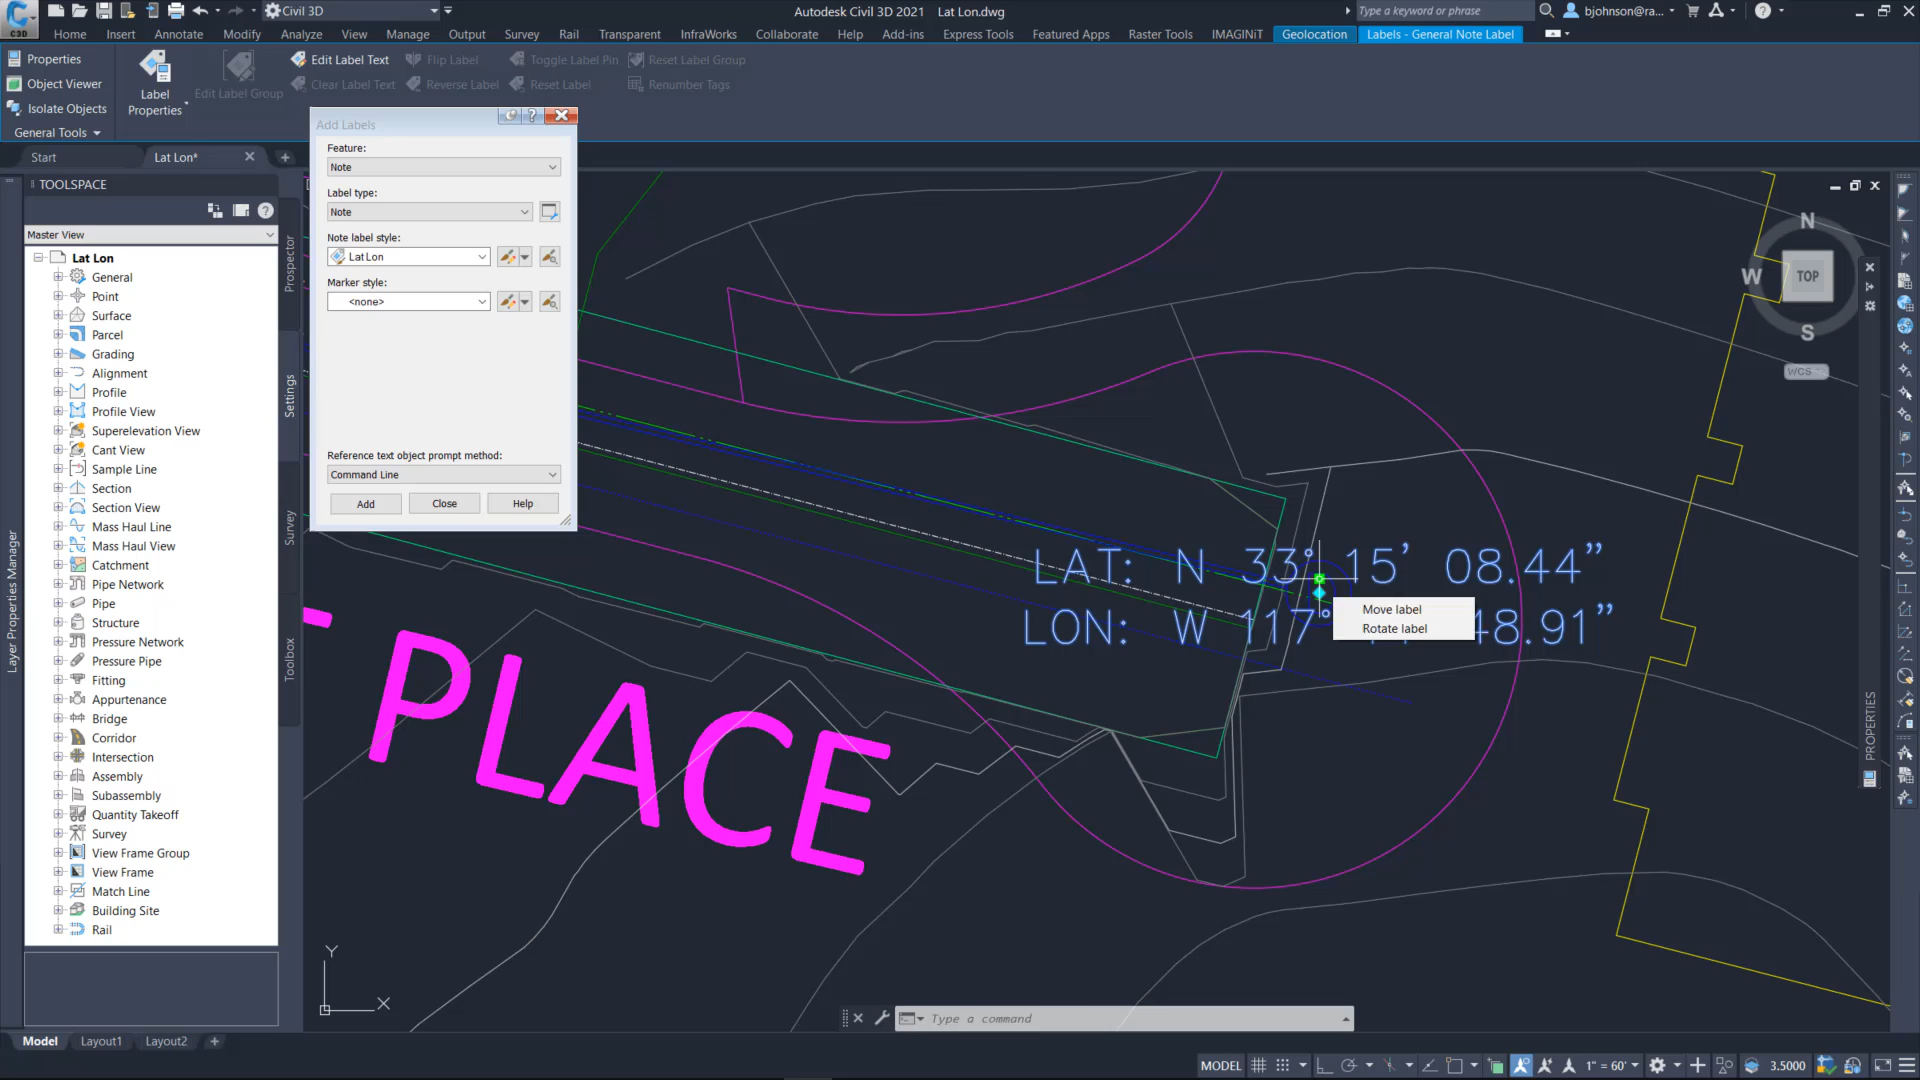 Civil 3D
Autodesk Civil 3D 2021 Lat Lon.dwg
Type a keyword or phrase
bjohnson@ra...
C3D
Home Insert Annotate Modify Analyze View Manage Output Survey Rail Transparent InfraWorks Collaborate Help Add-ins Express Tools Featured Apps Raster Tools IMAGINiT Geolocation Labels - General Note Label
Properties
Object Viewer
Isolate Objects
General Tools
Label
Properties
Edit Label Group
Edit Label Text
Clear Label Text
Flip Label
Reverse Label
Toggle Label Pin
Reset Label
Reset Label Group
Renumber Tags
Start
Lat Lon*
TOOLSPACE
Master View
Lat Lon
General
Point
Surface
Parcel
Grading
Alignment
Profile
Profile View
Superelevation View
Cant View
Sample Line
Section
Section View
Mass Haul Line
Mass Haul View
Catchment
Pipe Network
Pipe
Structure
Pressure Network
Pressure Pipe
Fitting
Appurtenance
Bridge
Corridor
Intersection
Assembly
Subassembly
Quantity Takeoff
Survey
View Frame Group
View Frame
Match Line
Building Site
Rail
Layer Properties Manager
Prospector
Settings
Survey
Toolbox
Add Labels
Feature:
Note
Label type:
Note
Note label style:
Lat Lon
Marker style:
<none>
Reference text object prompt method:
Command Line
Add Close Help
N
W TOP
S
WCS
LAT: N 33° 15' 08.44"
LON: W 117° 48.91"
Move label
Rotate label
PLACE
PROPERTIES
Y
X
Type a command
Model Layout1 Layout2
MODEL
1" = 60'
3.5000